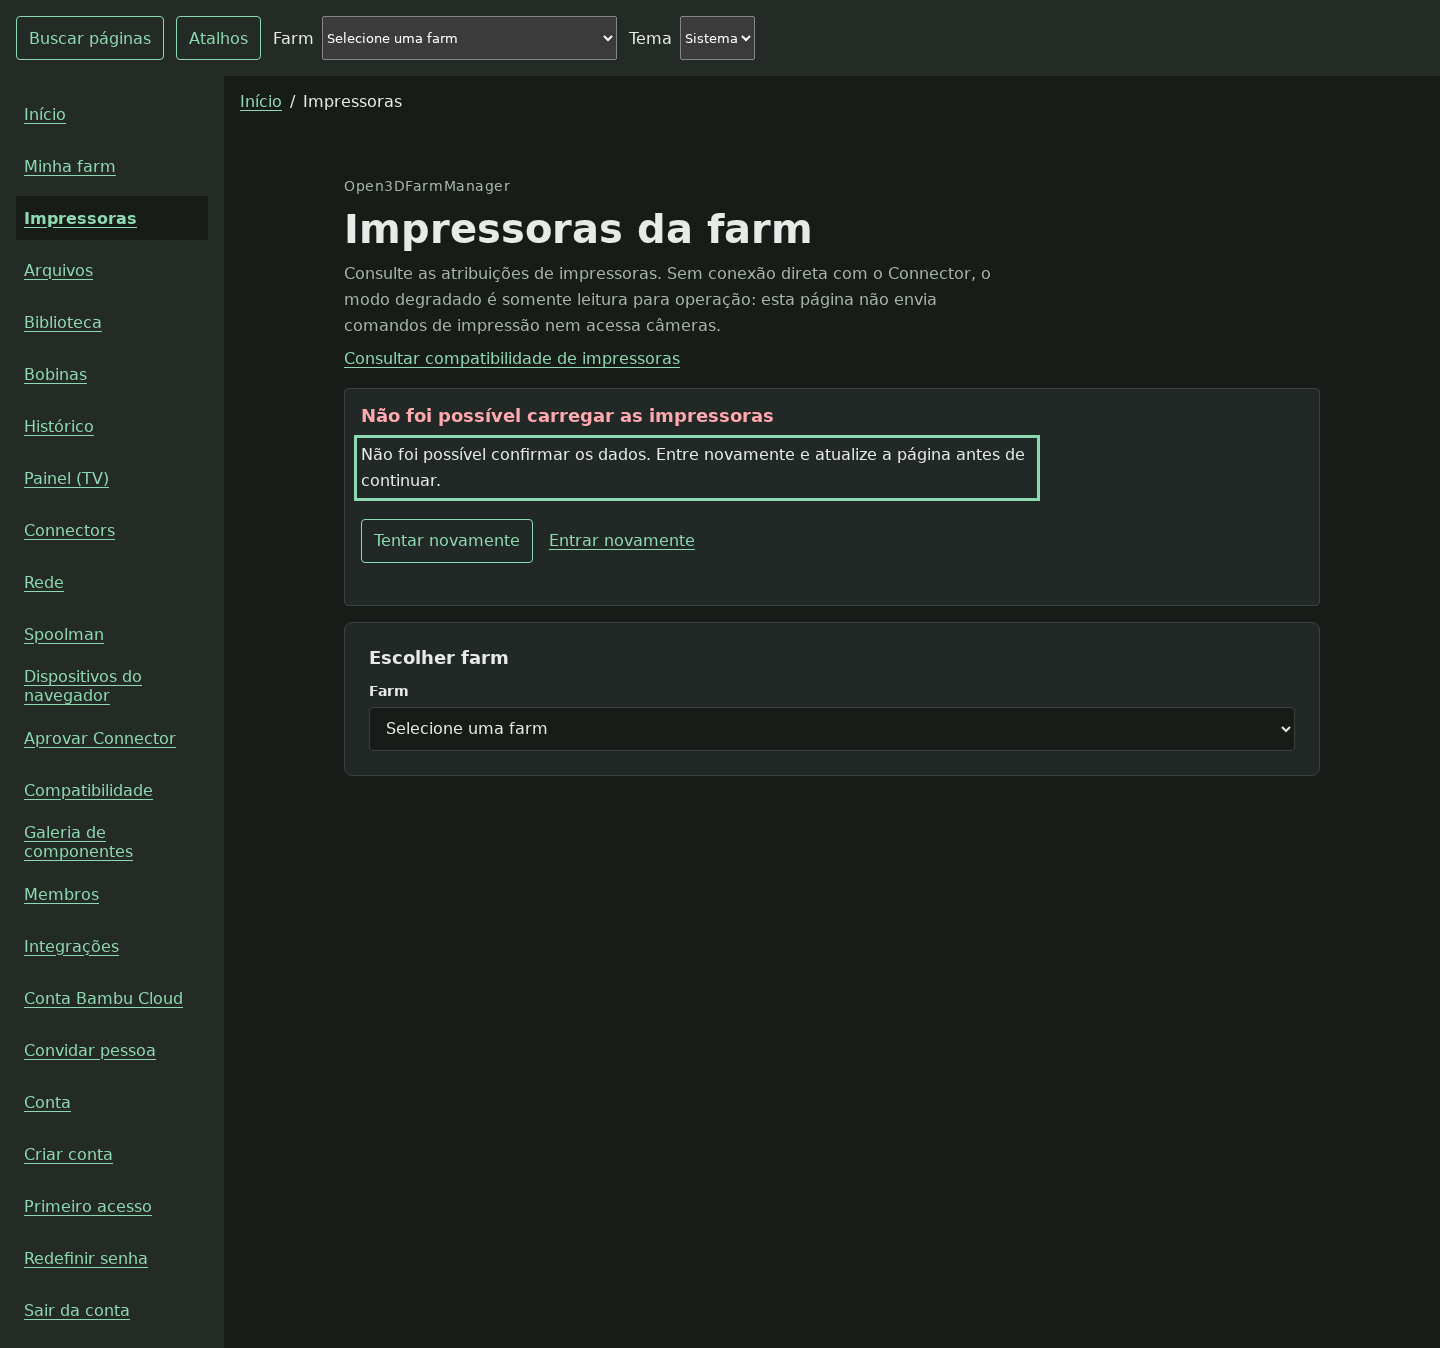 Buscar páginas
Atalhos
Farm
Selecione uma farm
Tema
Sistema
Início
Minha farm
Impressoras
Arquivos
Biblioteca
Bobinas
Histórico
Painel (TV)
Connectors
Rede
Spoolman
Dispositivos do
navegador
Aprovar Connector
Compatibilidade
Galeria de
componentes
Membros
Integrações
Conta Bambu Cloud
Convidar pessoa
Conta
Criar conta
Primeiro acesso
Redefinir senha
Sair da conta
Início / Impressoras
Open3DFarmManager
Impressoras da farm
Consulte as atribuições de impressoras. Sem conexão direta com o Connector, o
modo degradado é somente leitura para operação: esta página não envia
comandos de impressão nem acessa câmeras.
Consultar compatibilidade de impressoras
Não foi possível carregar as impressoras
Não foi possível confirmar os dados. Entre novamente e atualize a página antes de
continuar.
Tentar novamente
Entrar novamente
Escolher farm
Farm
Selecione uma farm